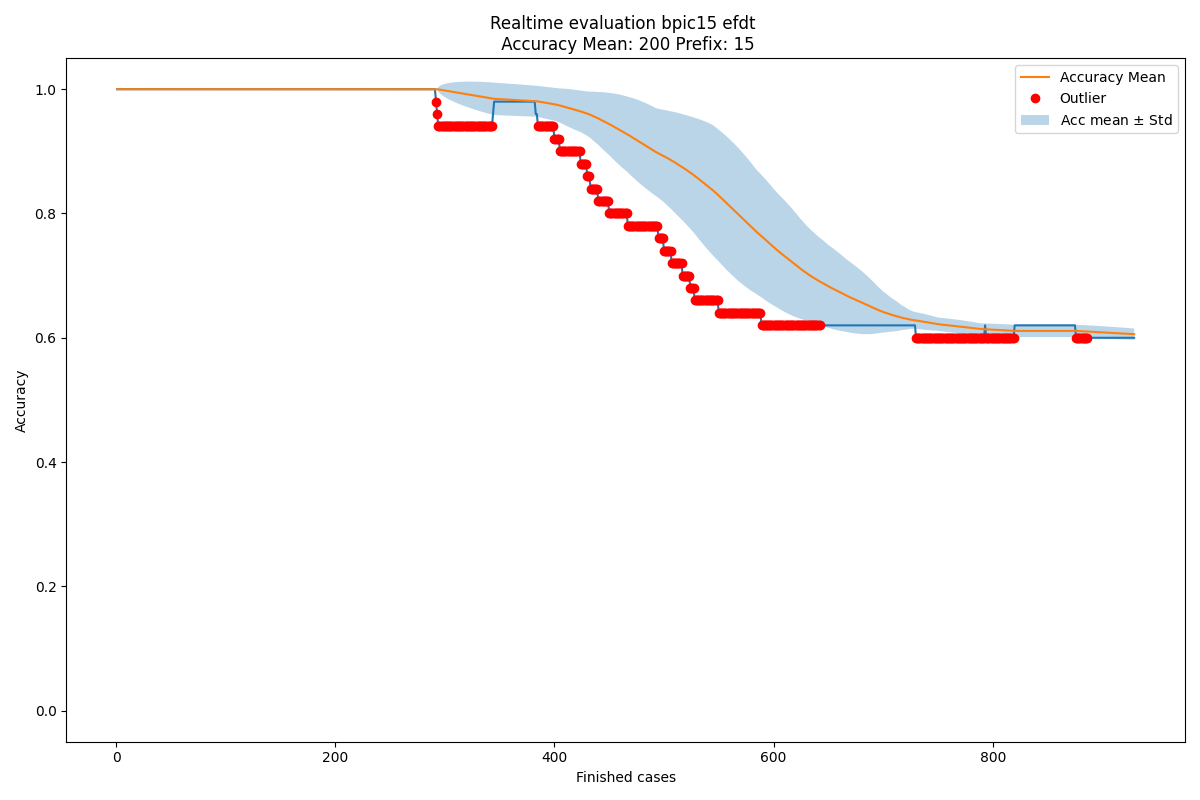 Realtime evaluation bpic15 efdt
Accuracy Mean: 200 Prefix: 15
Accuracy Mean
Outlier
Acc mean ± Std
1.0
0.8
0.6
0.4
0.2
0.0
Accuracy
0
200
400
600
800
Finished cases